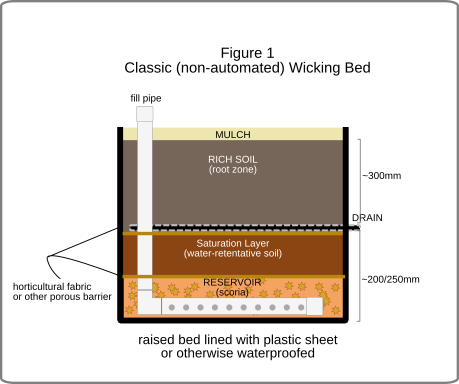 Figure 1
Classic (non-automated) Wicking Bed
fill pipe
MULCH
RICH SOIL
(root zone)
~300mm
DRAIN
Saturation Layer
(water-retentative soil)
RESERVOIR
(scoria)
~200/250mm
horticultural fabric
or other porous barrier
raised bed lined with plastic sheet
or otherwise waterproofed